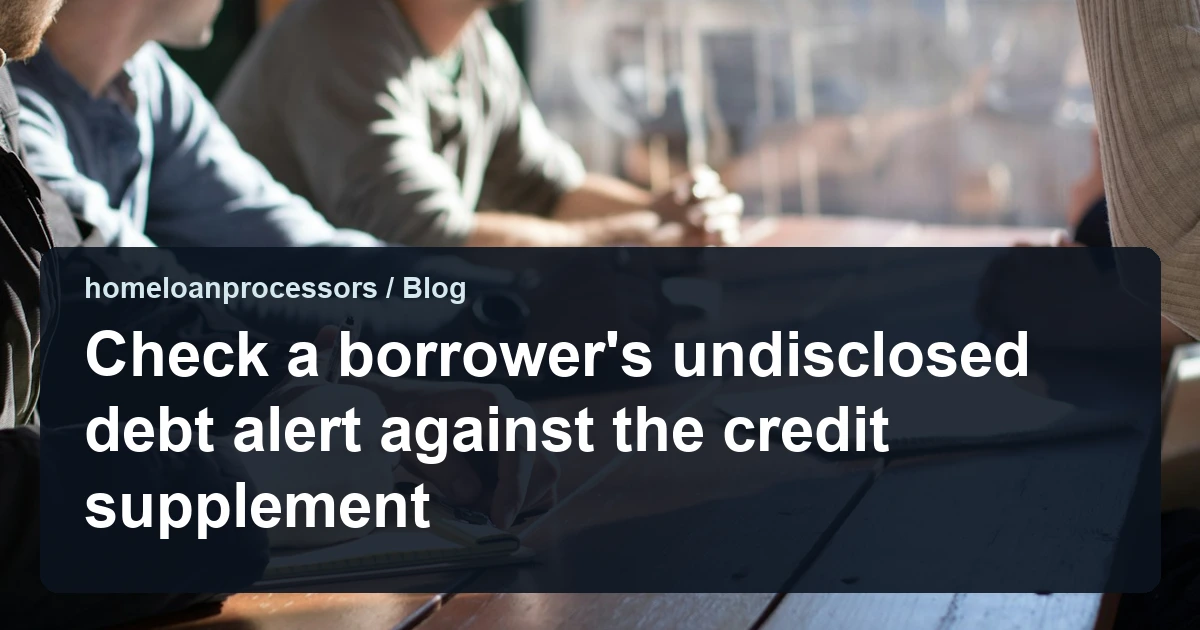 homeloanprocessors / Blog
Check a borrower's undisclosed
debt alert against the credit
supplement